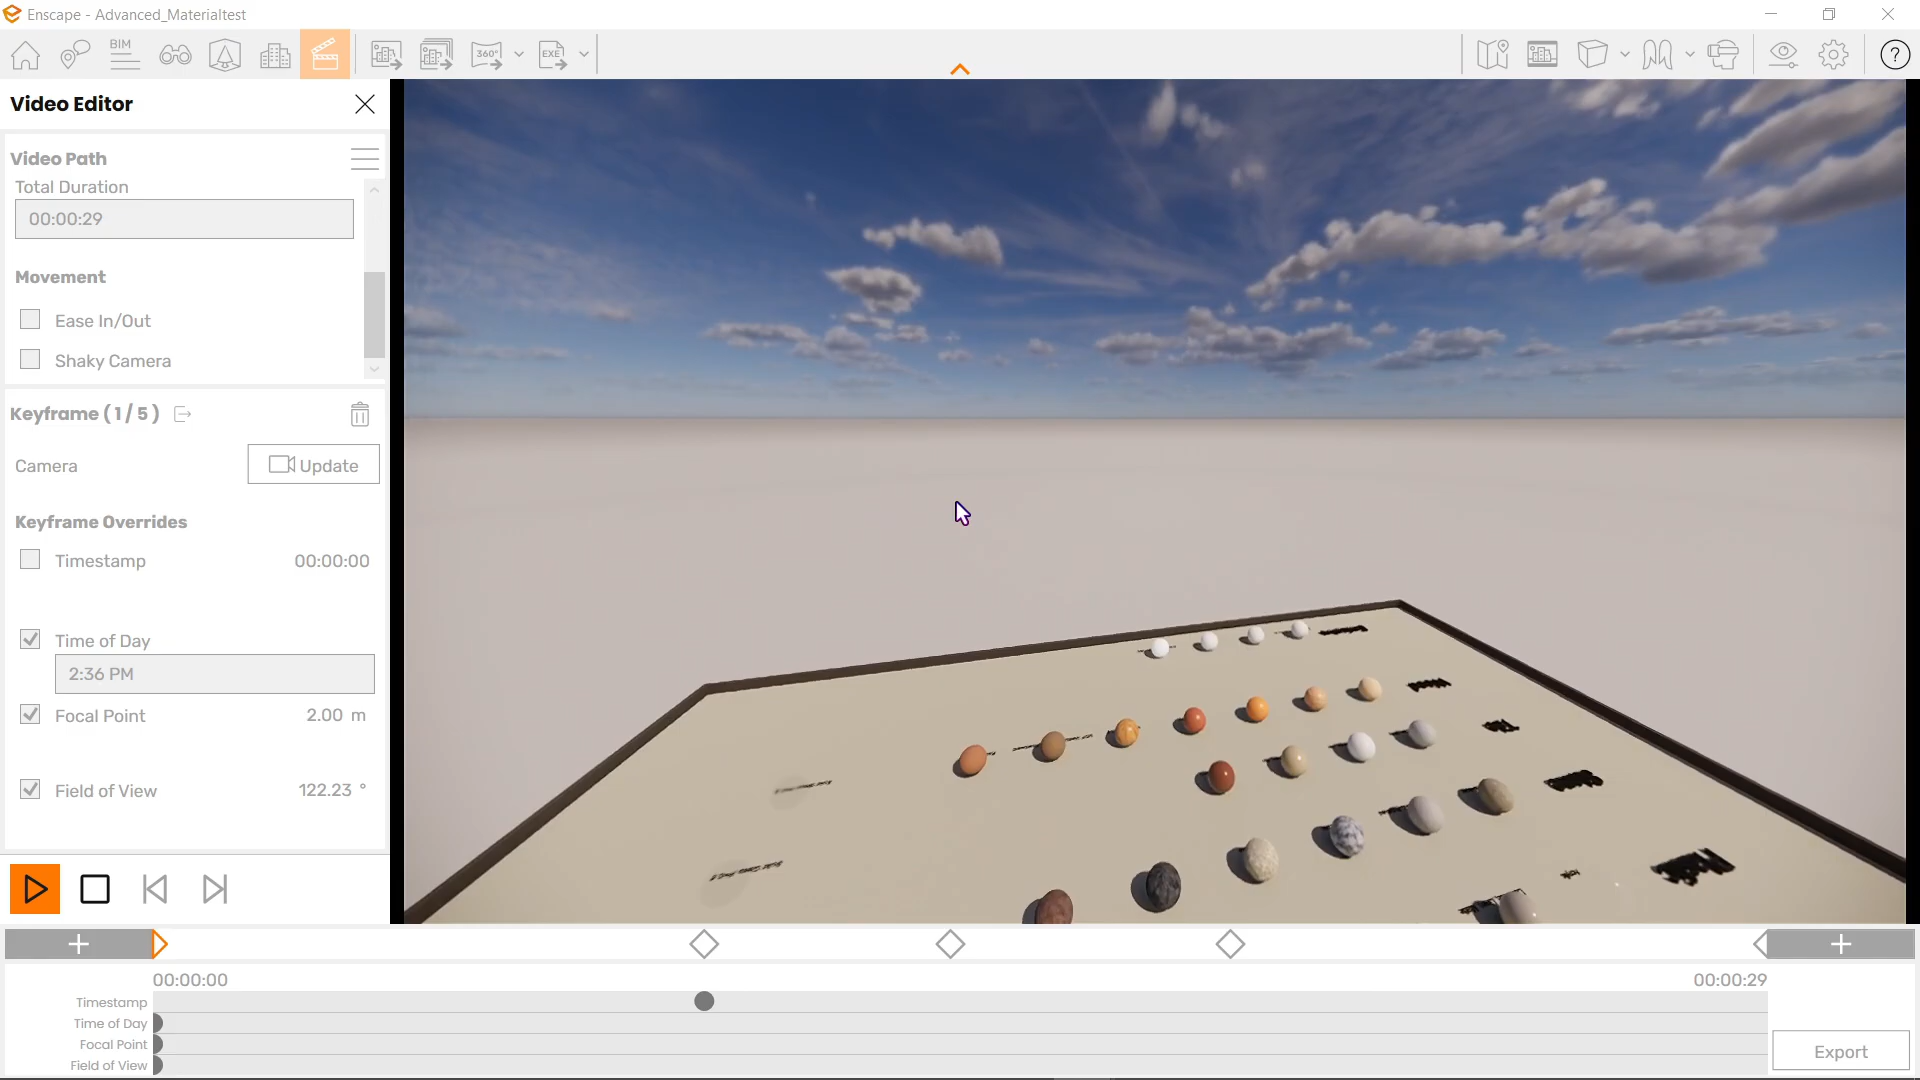 Enscape - Advanced_Materialtest
BIM
360°
EXE
?
Video Editor
Video Path
Total Duration
00:00:29
Movement
Ease In/Out
Shaky Camera
Keyframe ( 1 / 5 )
Camera
Update
Keyframe Overrides
Timestamp 00:00:00
Time of Day
2:36 PM
Focal Point 2.00 m
Field of View 122.23 °
00:00:00 00:00:29
Timestamp
Time of Day
Focal Point
Field of View
Export